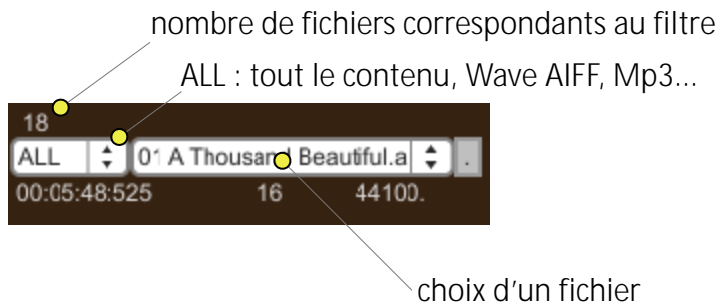 nombre de fichiers correspondants au filtre
ALL : tout le contenu, Wave AIFF, Mp3...
18
ALL 01 A Thousand Beautiful.a .
00:05:48:525 16 44100.
choix d'un fichier